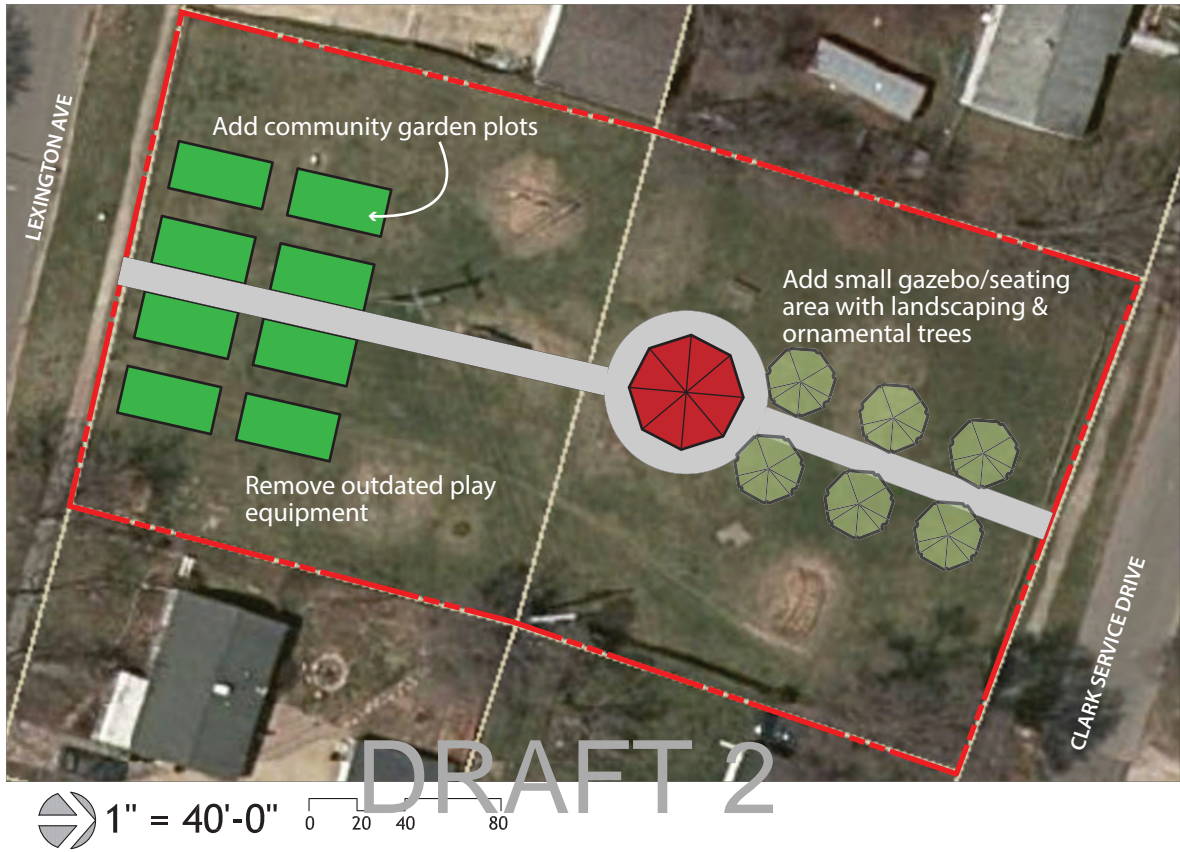 LEXINGTON AVE
Add community garden plots
Add small gazebo/seating
area with landscaping &
ornamental trees
Remove outdated play
equipment
CLARK SERVICE DRIVE
DRAFT 2
1" = 40'-0"
0 20 40 80